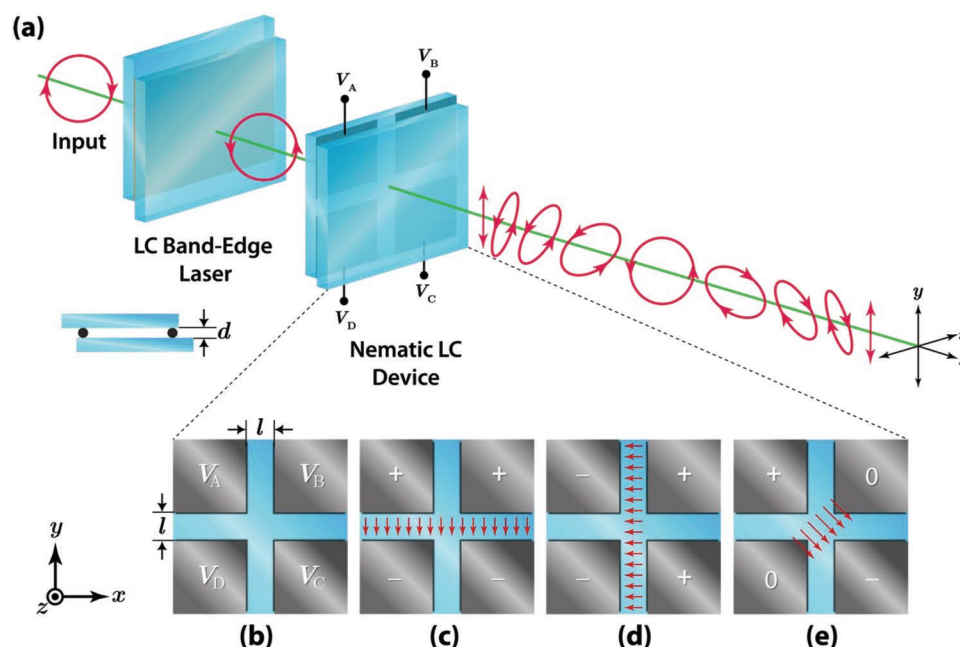 (a)
Input
V_A
V_B
LC Band-Edge
Laser
V_D
V_C
d
Nematic LC
Device
y
l
V_A
V_B
+
+
−
+
+
0
l
y
V_D
V_C
−
−
−
+
0
−
z
x
(b)
(c)
(d)
(e)